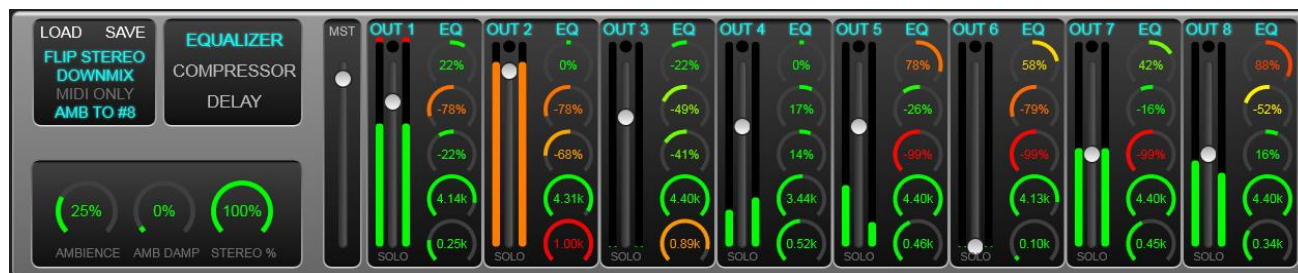 LOAD SAVE
FLIP STEREO
DOWNMIX
MIDI ONLY
AMB TO #8
EQUALIZER
COMPRESSOR
DELAY
25% 0% 100%
AMBIENCE AMB DAMP STEREO %
MST
OUT 1 EQ
22%
-78%
-22%
4.14k
0.25k
SOLO
OUT 2 EQ
0%
-78%
-68%
4.31k
1.00k
SOLO
OUT 3 EQ
-22%
-49%
-41%
4.40k
0.89k
SOLO
OUT 4 EQ
0%
17%
14%
3.44k
0.52k
SOLO
OUT 5 EQ
78%
-26%
-99%
4.40k
0.46k
SOLO
OUT 6 EQ
58%
-79%
-99%
4.13k
0.10k
SOLO
OUT 7 EQ
42%
-16%
-99%
4.40k
0.45k
SOLO
OUT 8 EQ
88%
-52%
16%
4.40k
0.34k
SOLO